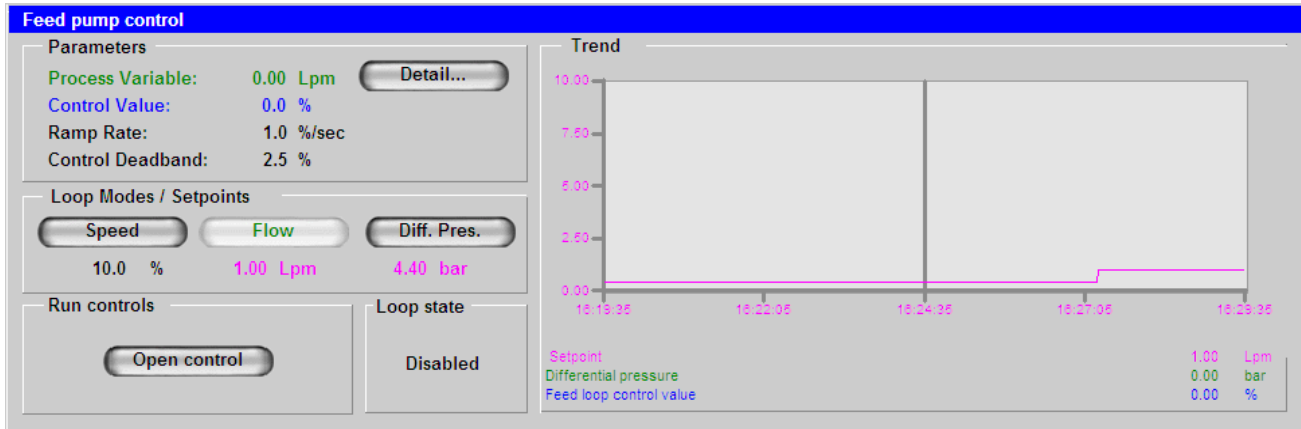 Feed pump control
Parameters
Process Variable: 0.00 Lpm Detail...
Control Value: 0.0 %
Ramp Rate: 1.0 %/sec
Control Deadband: 2.5 %
Loop Modes / Setpoints
Speed Flow Diff. Pres.
10.0 % 1.00 Lpm 4.40 bar
Run controls
Open control
Loop state
Disabled
Trend
10.00
7.50
5.00
2.50
0.00
16:19:35 16:22:05 16:24:35 16:27:05 16:29:35
Setpoint 1.00 Lpm
Differential pressure 0.00 bar
Feed loop control value 0.00 %